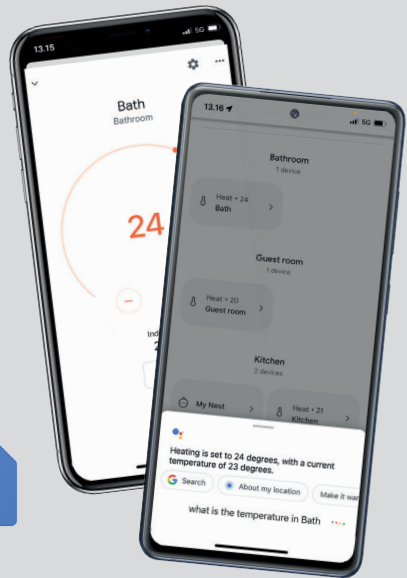 13.15
5G
Bath
Bathroom
24
13.16
5G
Bathroom
1 device
Heat • 24
Bath
Guest room
1 device
Heat • 20
Guest room
Kitchen
2 devices
My Nest
Heat • 21
Kitchen
Heating is set to 24 degrees, with a current
temperature of 23 degrees.
G Search
About my location
Make it
what is the temperature in Bath